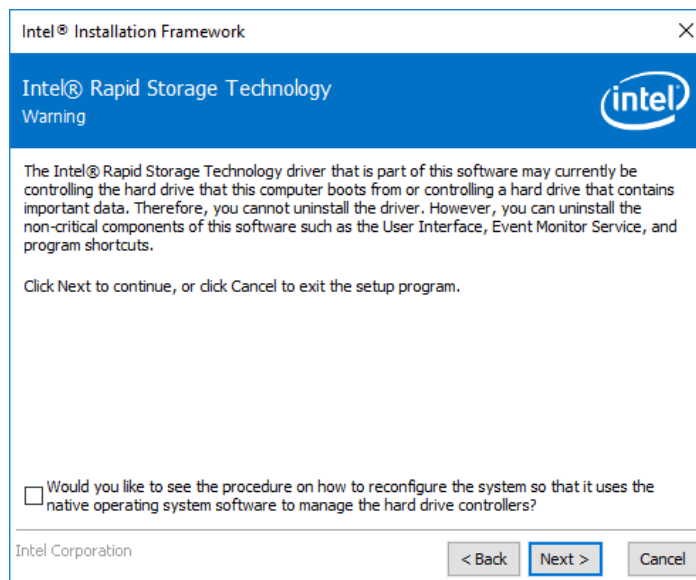 Intel® Installation Framework
Intel® Rapid Storage Technology
Warning
intel®
The Intel® Rapid Storage Technology driver that is part of this software may currently be
controlling the hard drive that this computer boots from or controlling a hard drive that contains
important data. Therefore, you cannot uninstall the driver. However, you can uninstall the
non-critical components of this software such as the User Interface, Event Monitor Service, and
program shortcuts.
Click Next to continue, or click Cancel to exit the setup program.
Would you like to see the procedure on how to reconfigure the system so that it uses the
native operating system software to manage the hard drive controllers?
Intel Corporation
< Back
Next >
Cancel